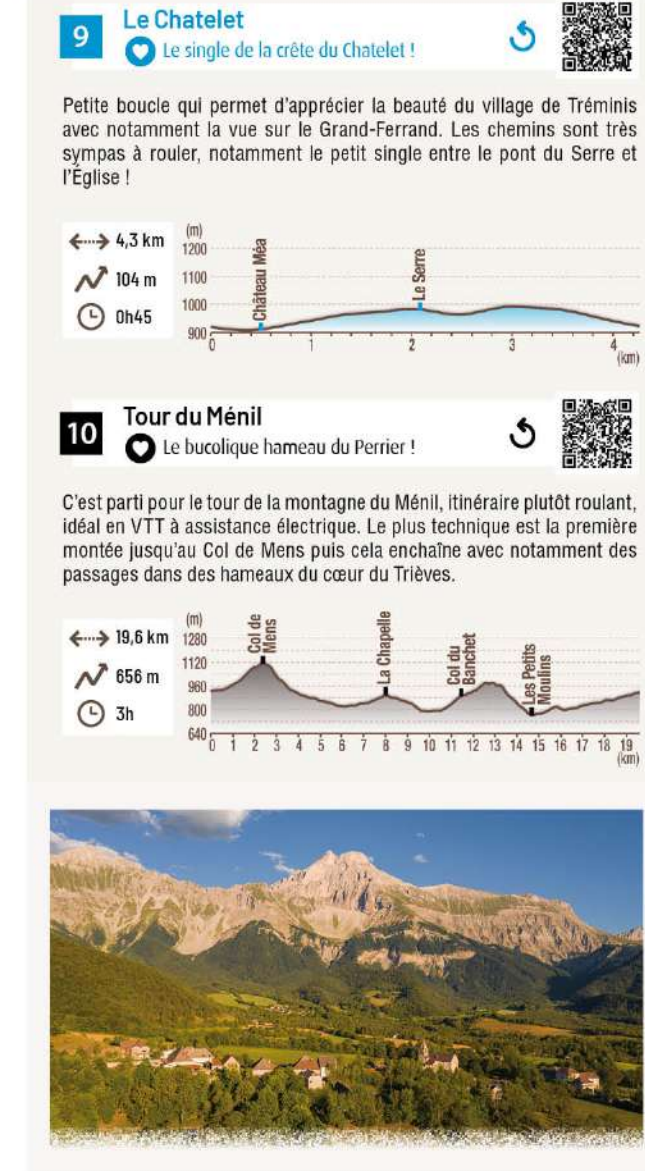 9
Le Chatelet
Le single de la crête du Chatelet !
Petite boucle qui permet d'apprécier la beauté du village de Tréminis
avec notamment la vue sur le Grand-Ferrand. Les chemins sont très
sympas à rouler, notamment le petit single entre le pont du Serre et
l'Église !
4,3 km
104 m
0h45
(m)
1200
1100
1000
900
Château Méa
Le Serre
0 1 2 3 4
(km)
10
Tour du Ménil
Le bucolique hameau du Perrier !
C'est parti pour le tour de la montagne du Ménil, itinéraire plutôt roulant,
idéal en VTT à assistance électrique. Le plus technique est la première
montée jusqu'au Col de Mens puis cela enchaîne avec notamment des
passages dans des hameaux du cœur du Trièves.
19,6 km
656 m
3h
(m)
1280
1120
960
800
640
Col de
Mens
La Chapelle
Col du
Banchet
Les Petits
Moulins
0 1 2 3 4 5 6 7 8 9 10 11 12 13 14 15 16 17 18 19
(km)